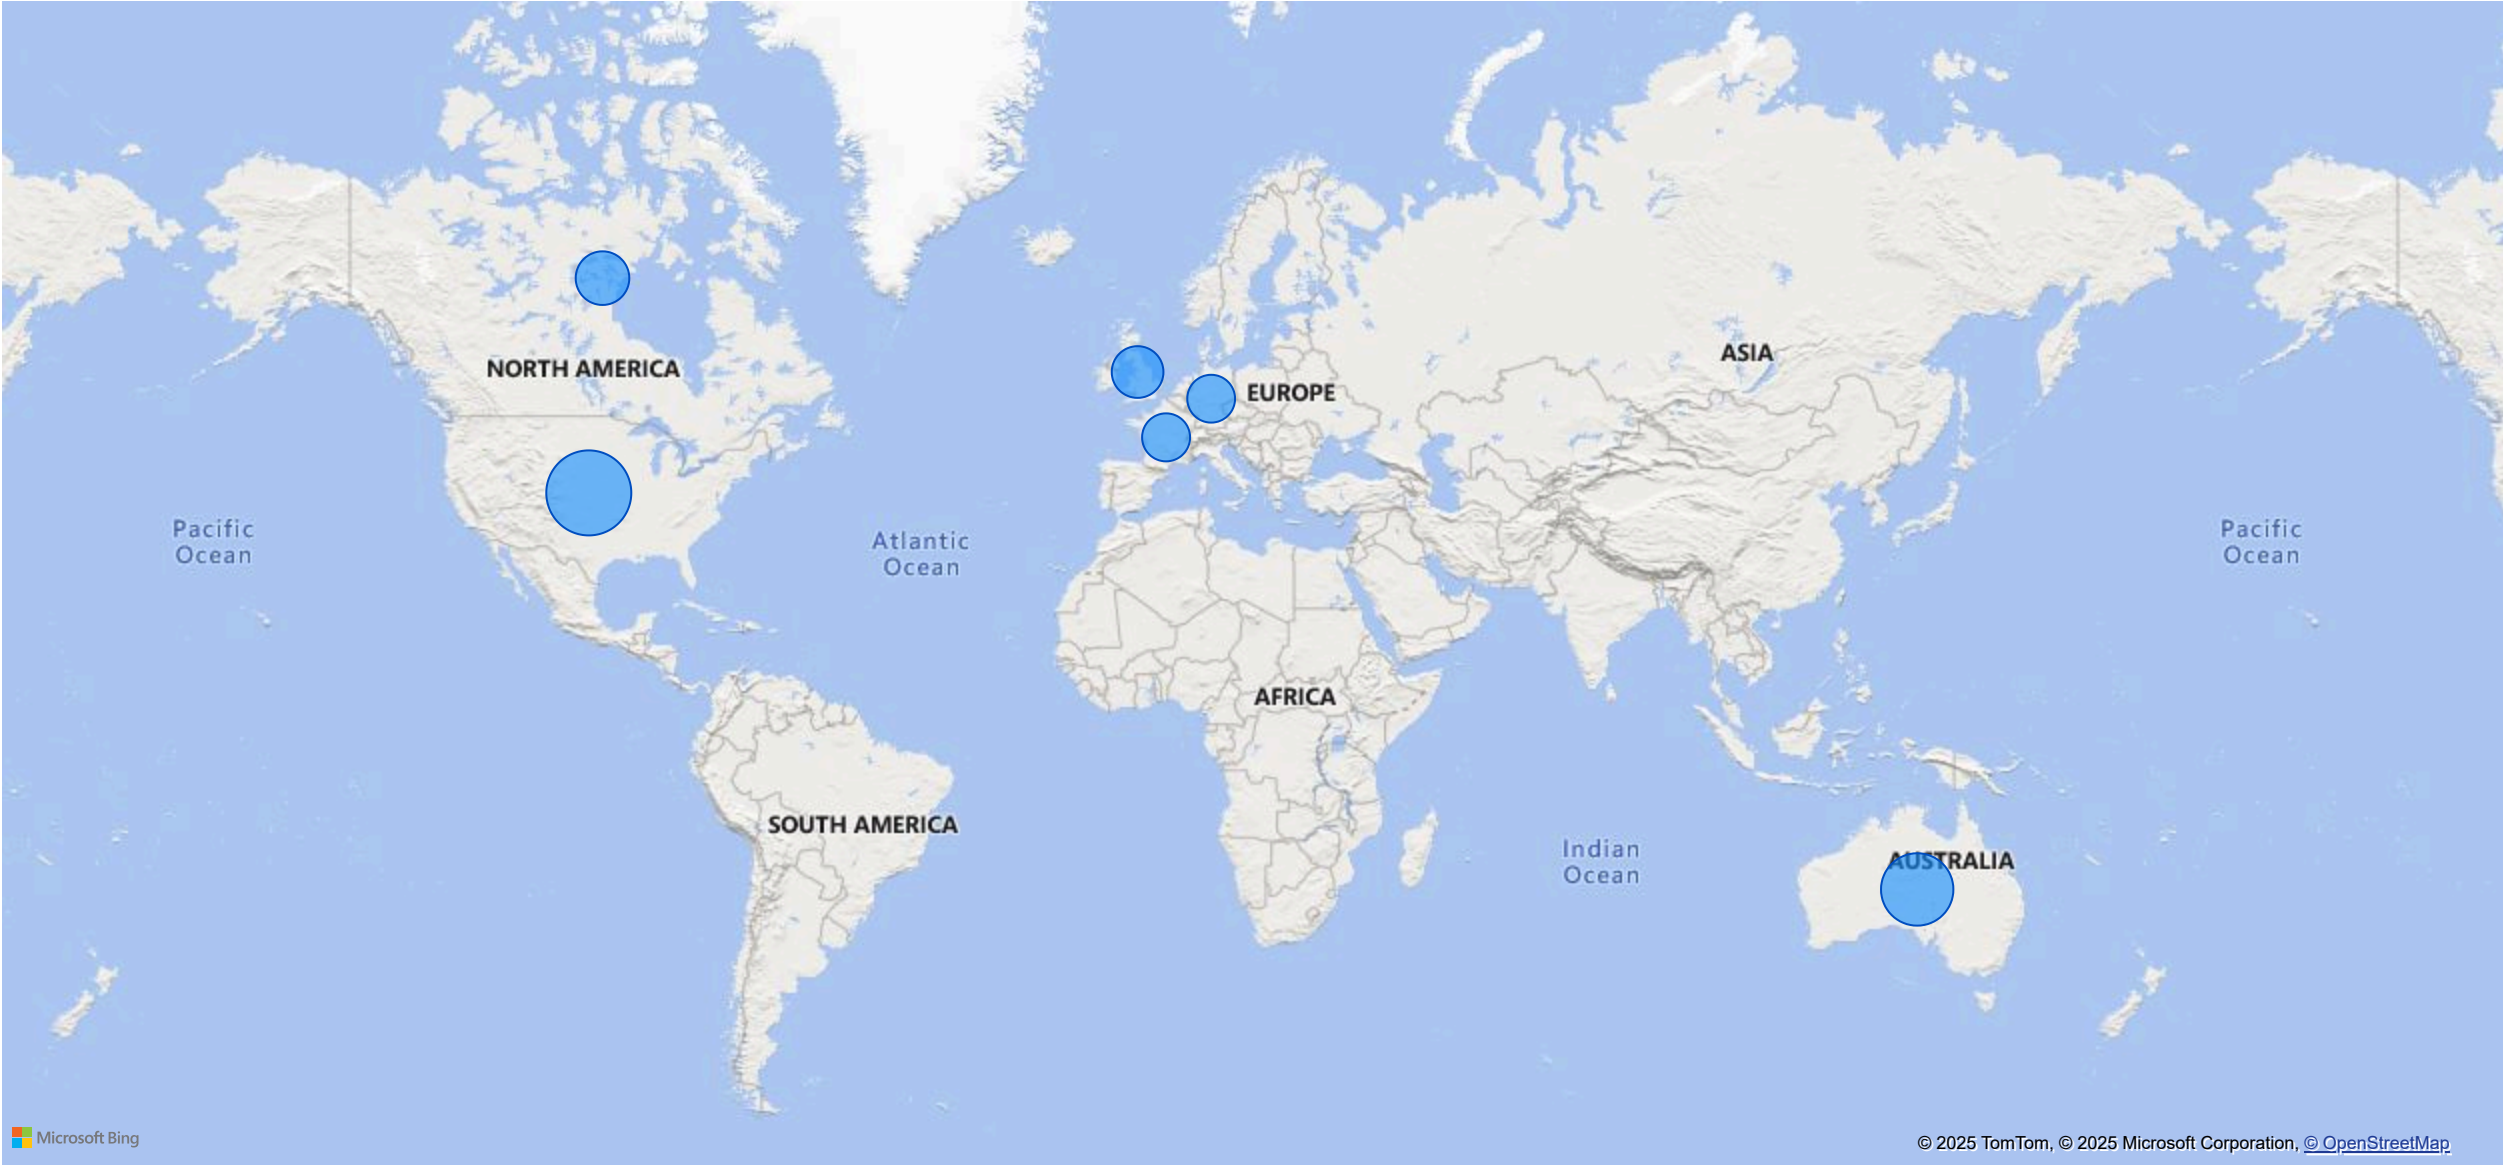 NORTH AMERICA
ASIA
EUROPE
Pacific
Ocean
Atlantic
Ocean
Pacific
Ocean
AFRICA
SOUTH AMERICA
Indian
Ocean
AUSTRALIA
Microsoft Bing
© 2025 TomTom, © 2025 Microsoft Corporation, © OpenStreetMap